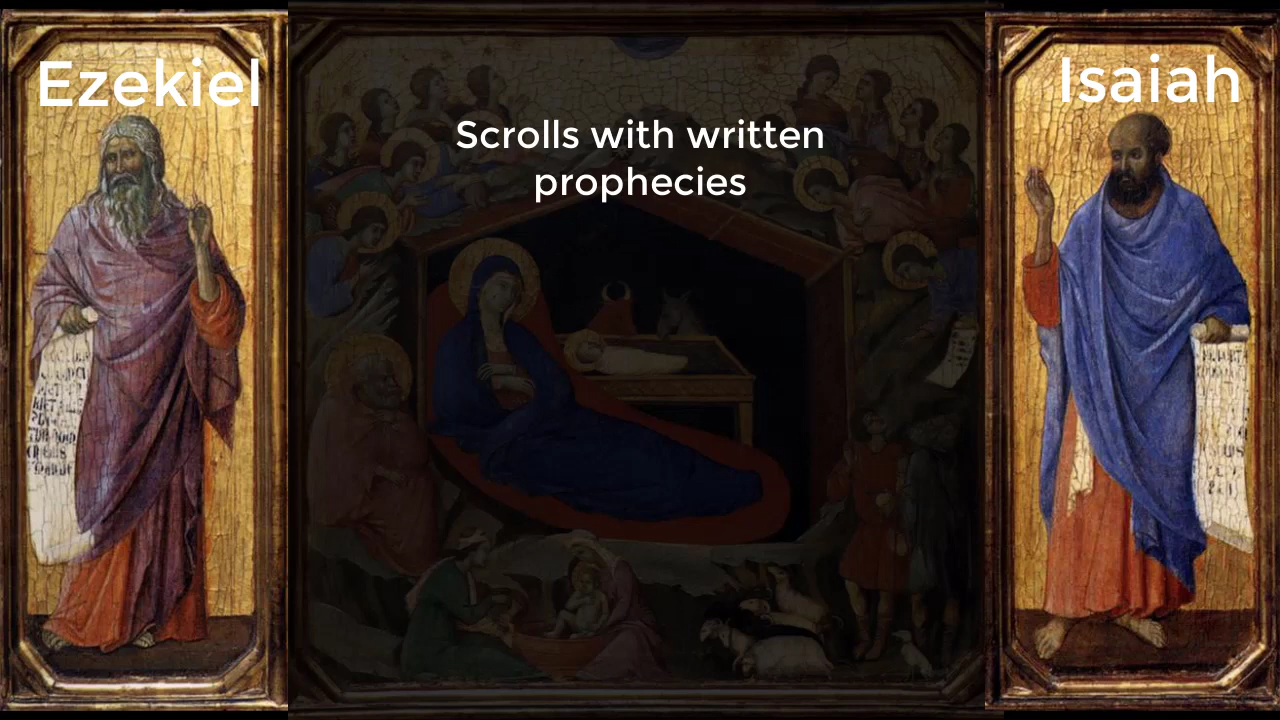 Ezekiel
Isaiah
Scrolls with written
prophecies